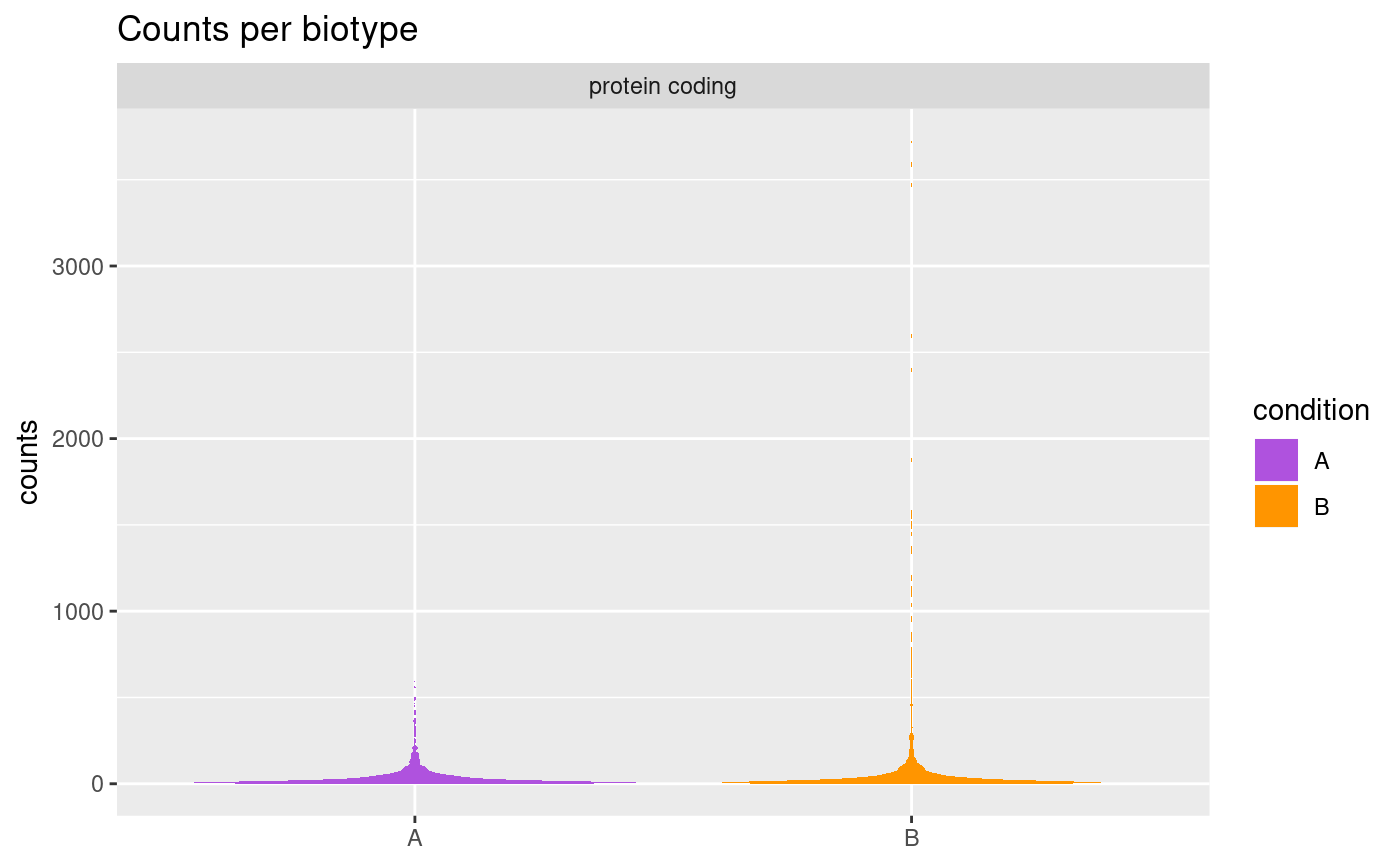 Counts per biotype
protein coding
3000
2000
1000
0
counts
A
B
condition
A
B